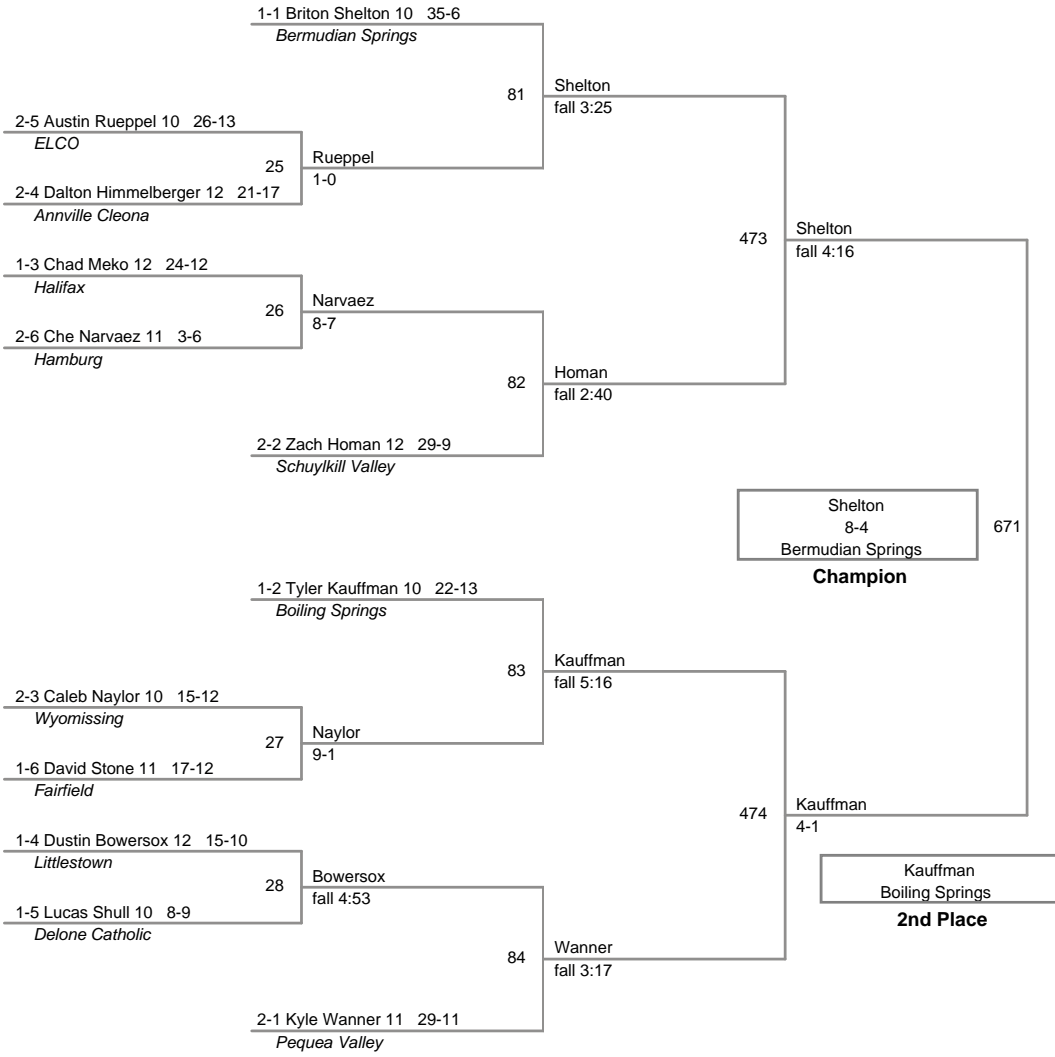 1-1 Briton Shelton 10 35-6
Bermudian Springs
81
Shelton
fall 3:25
2-5 Austin Rueppel 10 26-13
ELCO
25
Rueppel
1-0
2-4 Dalton Himmelberger 12 21-17
Annville Cleona
473
Shelton
fall 4:16
1-3 Chad Meko 12 24-12
Halifax
26
Narvaez
8-7
2-6 Che Narvaez 11 3-6
Hamburg
82
Homan
fall 2:40
2-2 Zach Homan 12 29-9
Schuylkill Valley
Shelton
8-4
Bermudian Springs
Champion
671
1-2 Tyler Kauffman 10 22-13
Boiling Springs
83
Kauffman
fall 5:16
2-3 Caleb Naylor 10 15-12
Wyomissing
27
Naylor
9-1
1-6 David Stone 11 17-12
Fairfield
474
Kauffman
4-1
1-4 Dustin Bowersox 12 15-10
Littlestown
28
Bowersox
fall 4:53
1-5 Lucas Shull 10 8-9
Delone Catholic
Kauffman
Boiling Springs
2nd Place
84
Wanner
fall 3:17
2-1 Kyle Wanner 11 29-11
Pequea Valley